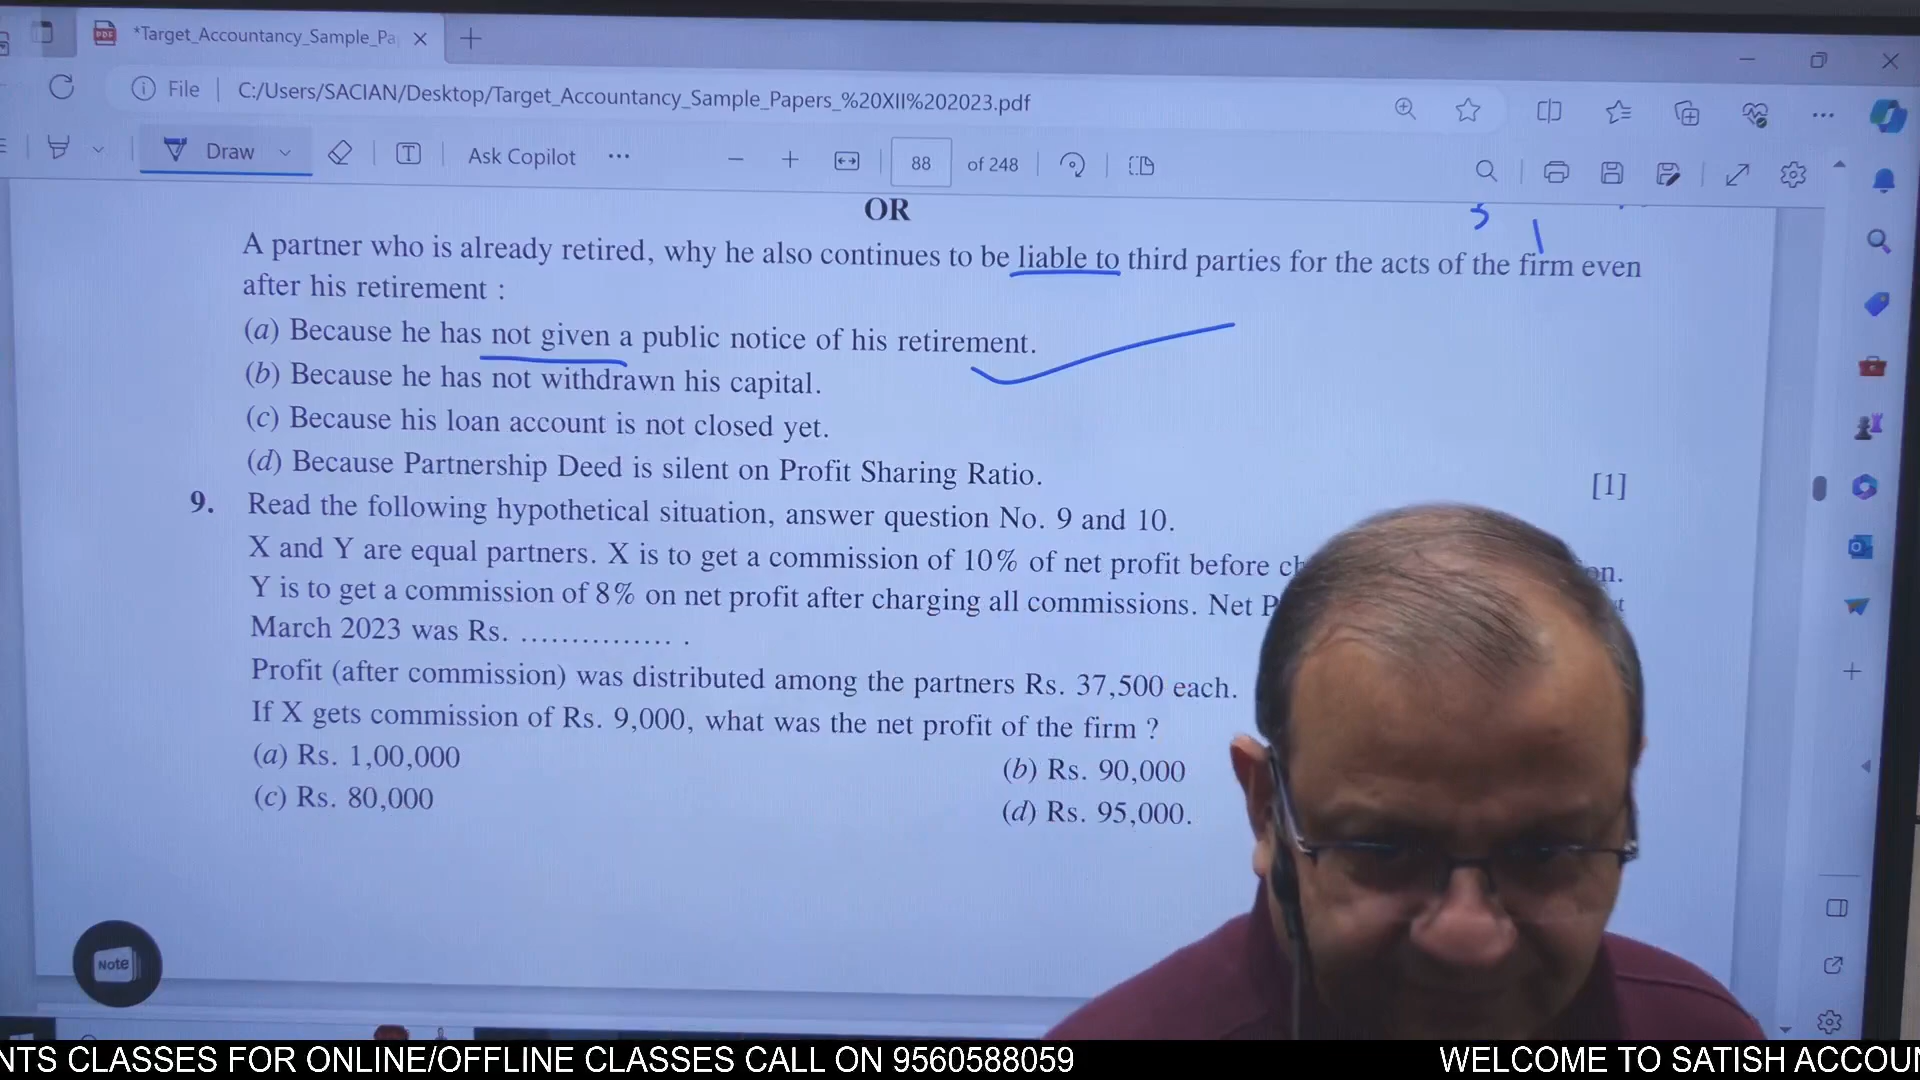 *Target_Accountancy_Sample_Pa
File
C:/Users/SACIAN/Desktop/Target_Accountancy_Sample_Papers_%20XII%202023.pdf
Draw
Ask Copilot
88 of 248
OR
A partner who is already retired, why he also continues to be liable to third parties for the acts of the firm even
after his retirement :
(a) Because he has not given a public notice of his retirement.
(b) Because he has not withdrawn his capital.
(c) Because his loan account is not closed yet.
(d) Because Partnership Deed is silent on Profit Sharing Ratio.
[1]
9. Read the following hypothetical situation, answer question No. 9 and 10.
X and Y are equal partners. X is to get a commission of 10% of net profit before
Y is to get a commission of 8% on net profit after charging all commissions. Net
March 2023 was Rs. ............... .
Profit (after commission) was distributed among the partners Rs. 37,500 each.
If X gets commission of Rs. 9,000, what was the net profit of the firm ?
(a) Rs. 1,00,000
(b) Rs. 90,000
(c) Rs. 80,000
(d) Rs. 95,000.
Note
NTS CLASSES FOR ONLINE/OFFLINE CLASSES CALL ON 9560588059
WELCOME TO SATISH ACCOU